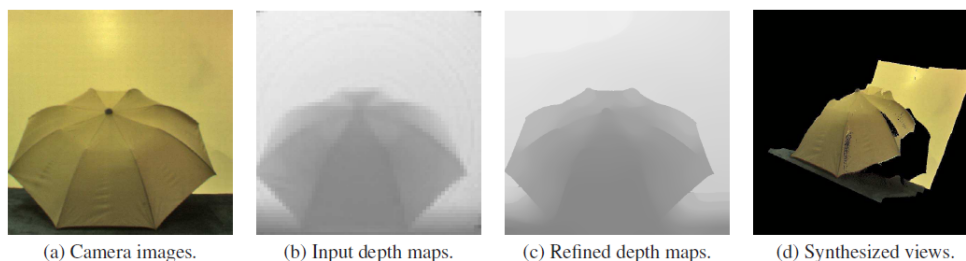 (a) Camera images.
(b) Input depth maps.
(c) Refined depth maps.
(d) Synthesized views.